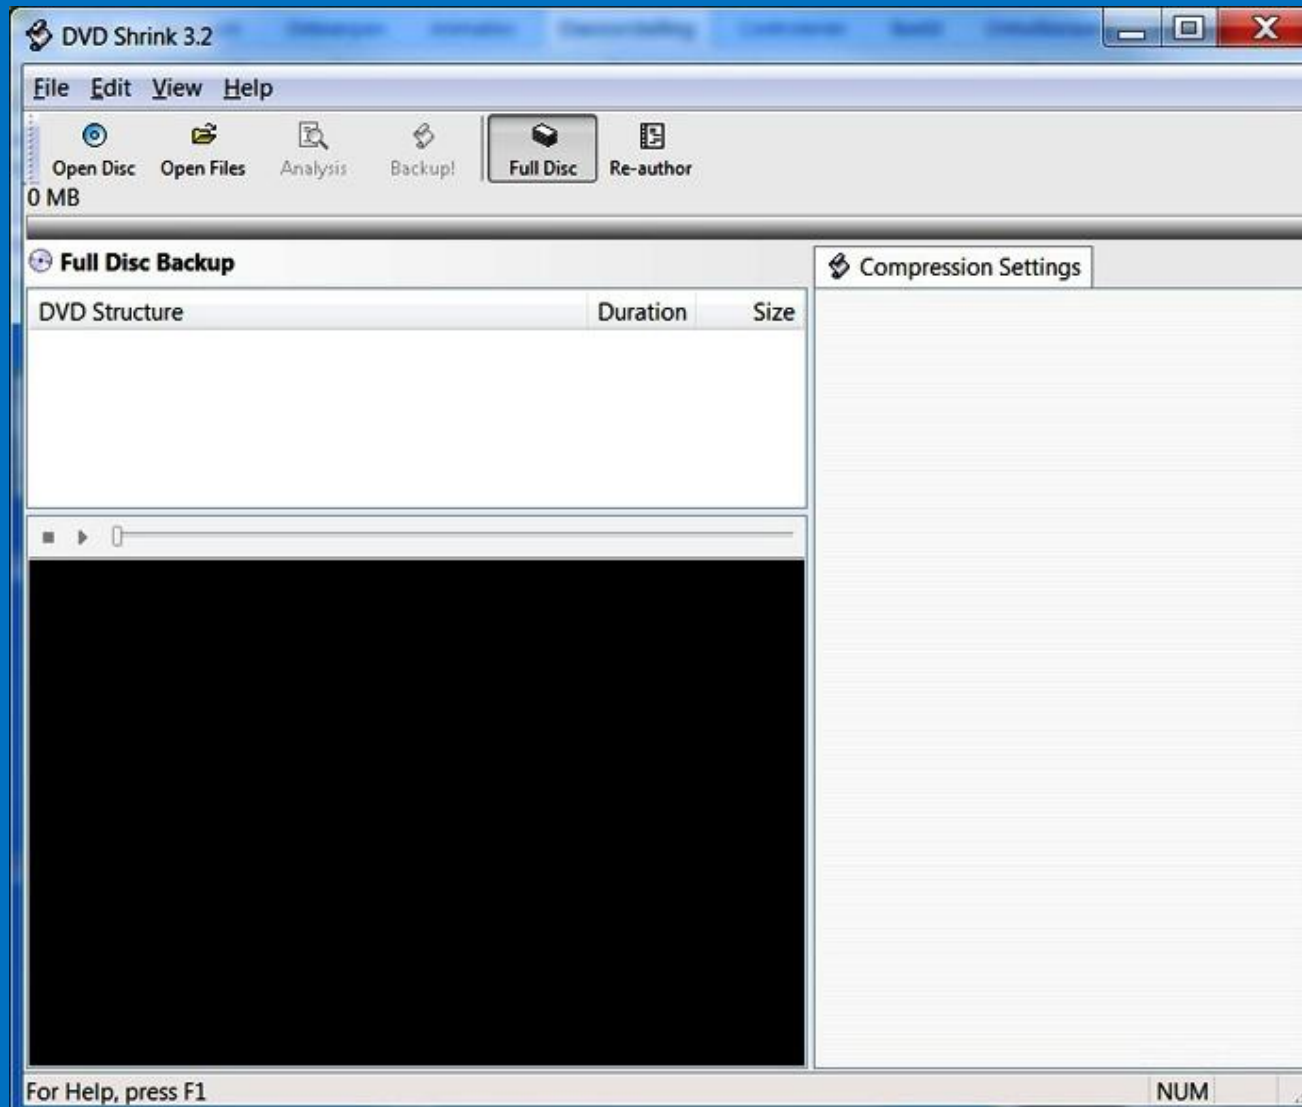 DVD Shrink 3.2
File Edit View Help
Open Disc Open Files Analysis Backup! Full Disc Re-author
0 MB
Full Disc Backup
Compression Settings
DVD Structure Duration Size
For Help, press F1
NUM